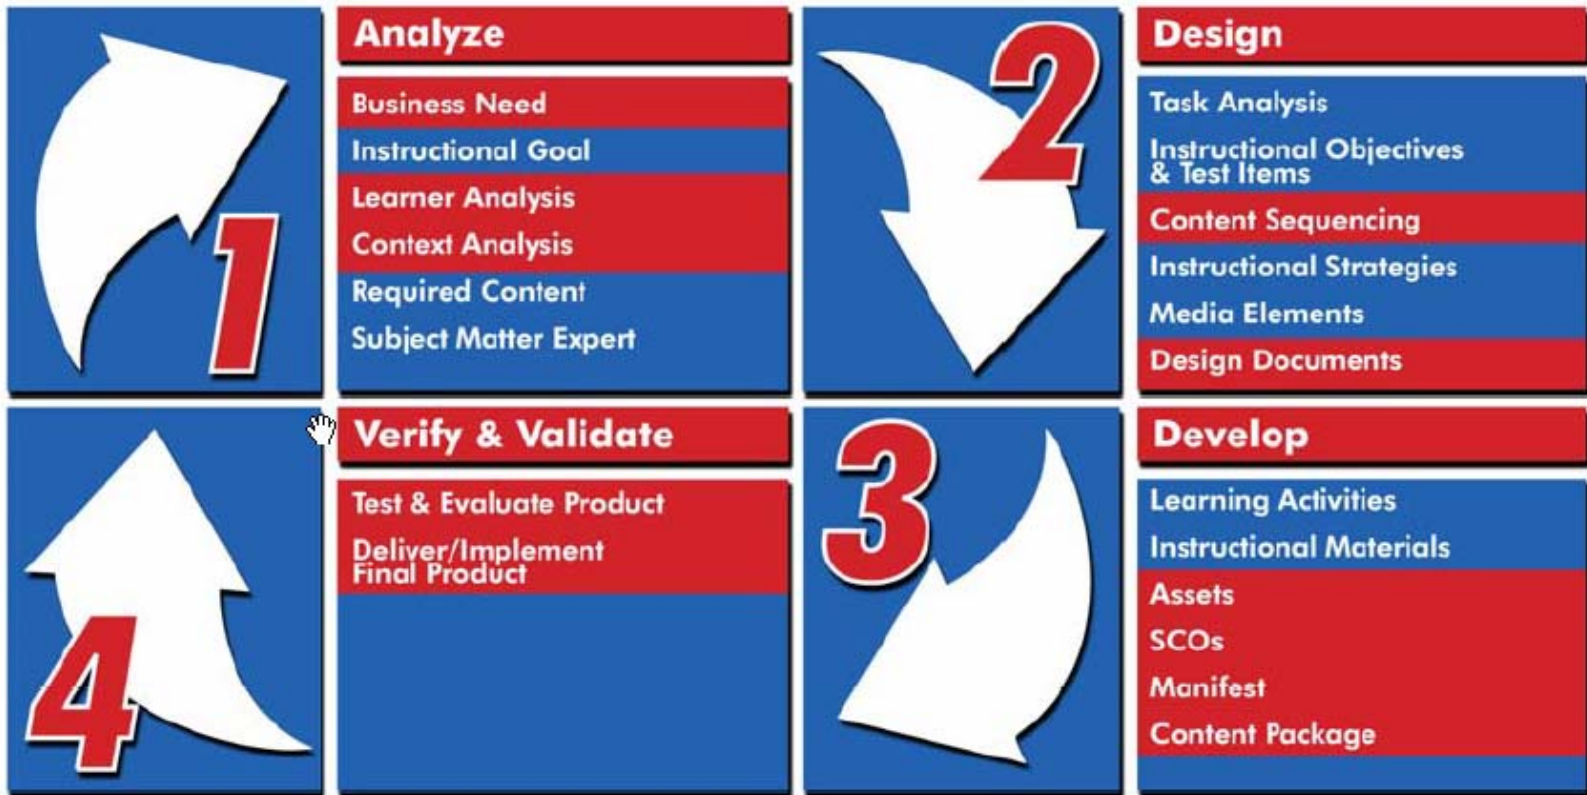 1
Analyze
Business Need
Instructional Goal
Learner Analysis
Context Analysis
Required Content
Subject Matter Expert
2
Design
Task Analysis
Instructional Objectives
& Test Items
Content Sequencing
Instructional Strategies
Media Elements
Design Documents
3
Develop
Learning Activities
Instructional Materials
Assets
SCOs
Manifest
Content Package
4
Verify & Validate
Test & Evaluate Product
Deliver/Implement
Final Product